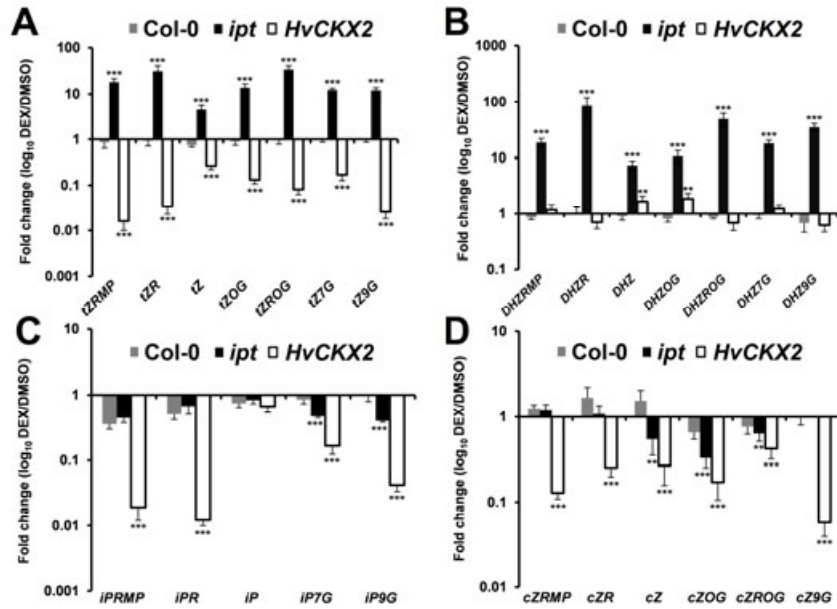 A
Col-0 ipt HvCKX2
Fold change (log10 DEX/DMSO)
100
10
1
0.1
0.01
0.001
*** *** *** *** *** *** ***
*** *** *** *** *** *** ***
tZRMP tZR tZ tZOG tZROG tZ7G tZ9G
B
Col-0 ipt HvCKX2
Fold change (log10 DEX/DMSO)
1000
100
10
1
0.1
*** *** *** *** *** *** ***
** **
DHZRMP DHZR DHZ DHZOG DHZROG DHZ7G DHZ9G
C
Col-0 ipt HvCKX2
Fold change (log10 DEX/DMSO)
1
0.1
0.01
0.001
*** *** *** *** *** ***
iPRMP iPR iP iP7G iP9G
D
Col-0 ipt HvCKX2
Fold change (log10 DEX/DMSO)
10
1
0.1
0.01
*** *** ** *** *** *** ** *** ***
cZRMP cZR cZ cZOG cZROG cZ9G